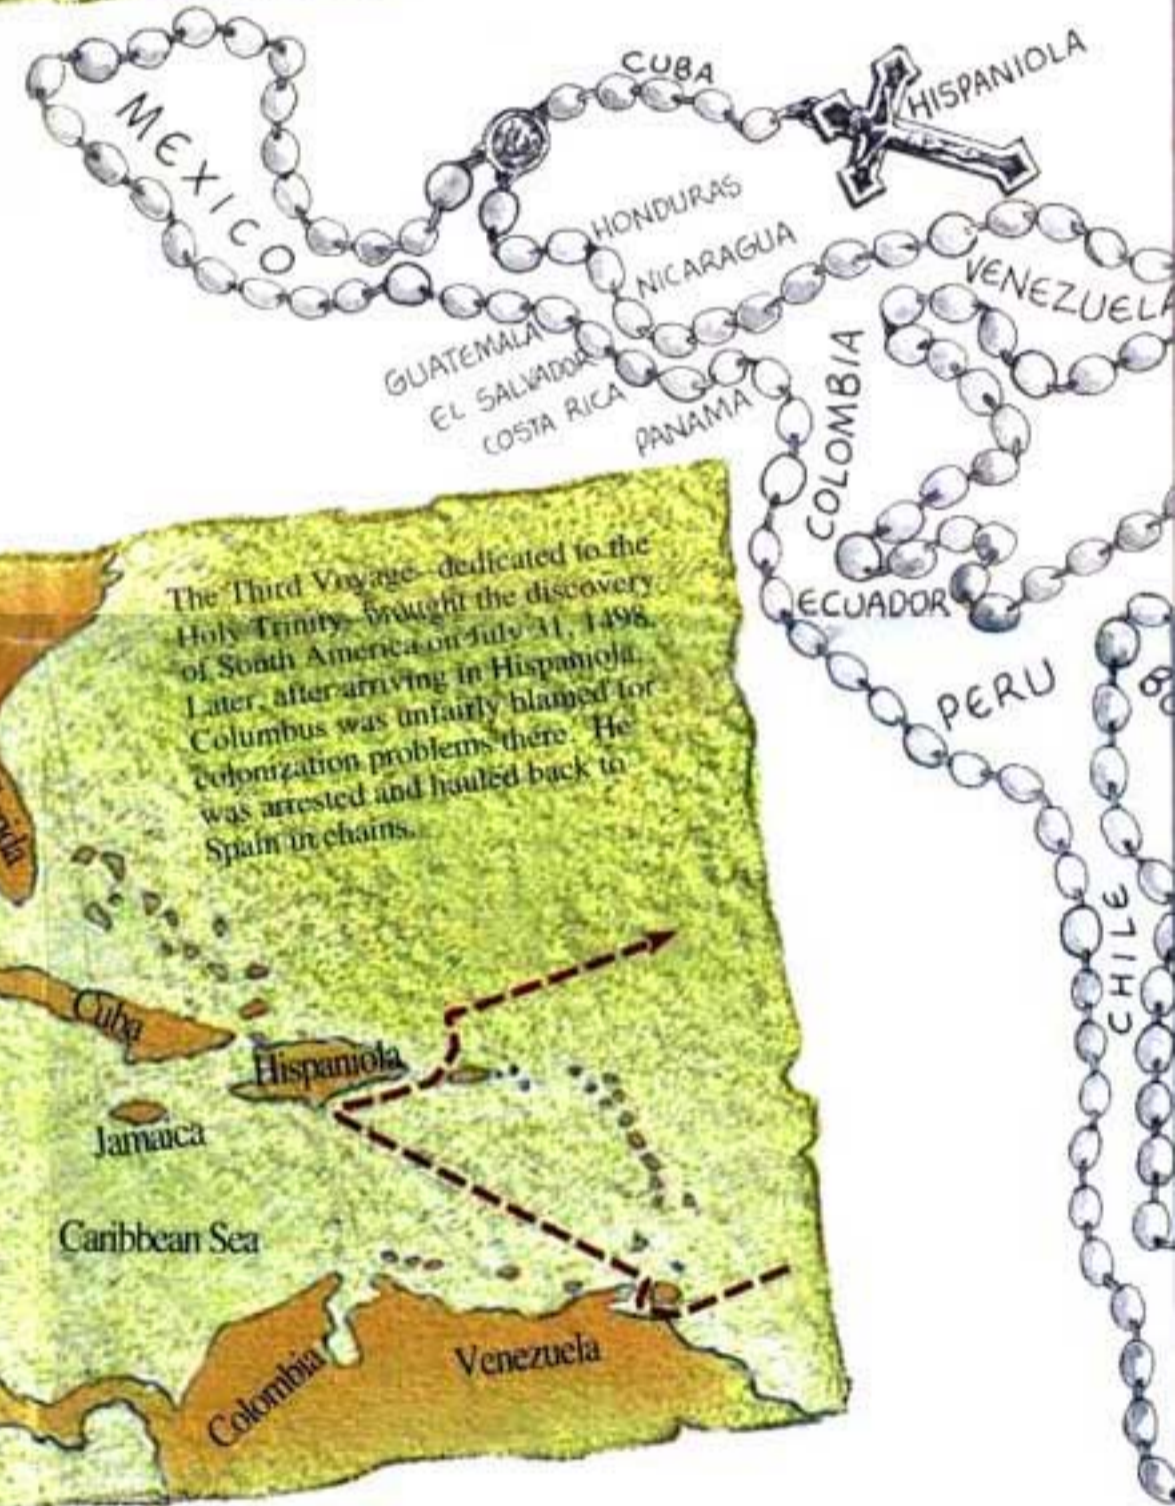 CUBA
HISPANIOLA
MEXICO
HONDURAS
NICARAGUA
VENEZUELA
GUATEMALA
EL SALVADOR
COSTA RICA
PANAMA
COLOMBIA
ECUADOR
PERU
CHILE
The Third Voyage--dedicated to the
Holy Trinity--brought the discovery
of South America on July 31, 1498.
Later, after arriving in Hispaniola,
Columbus was unfairly blamed for
colonization problems there. He
was arrested and hauled back to
Spain in chains.
Cuba
Hispaniola
Jamaica
Caribbean Sea
Colombia
Venezuela